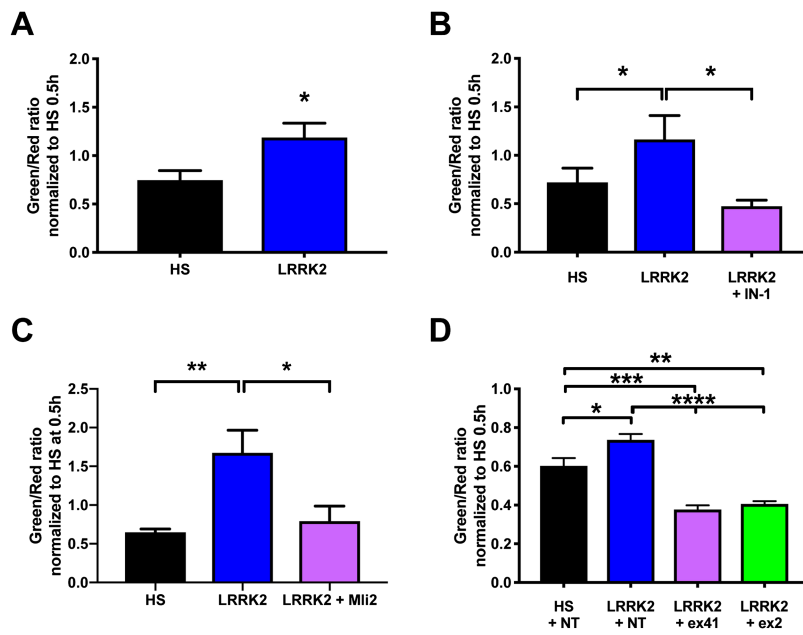 A
Green/Red ratio
normalized to HS 0.5h
2.0
1.5
1.0
0.5
0.0
*
HS
LRRK2
B
Green/Red ratio
normalized to HS 0.5h
2.0
1.5
1.0
0.5
0.0
*
*
HS
LRRK2
LRRK2
+ IN-1
C
Green/Red ratio
normalized to HS at 0.5h
2.5
2.0
1.5
1.0
0.5
0.0
**
*
HS
LRRK2
LRRK2 + Mli2
D
Green/Red ratio
normalized to HS 0.5h
1.0
0.8
0.6
0.4
0.2
0.0
**
***
*
****
HS
+ NT
LRRK2
+ NT
LRRK2
+ ex41
LRRK2
+ ex2